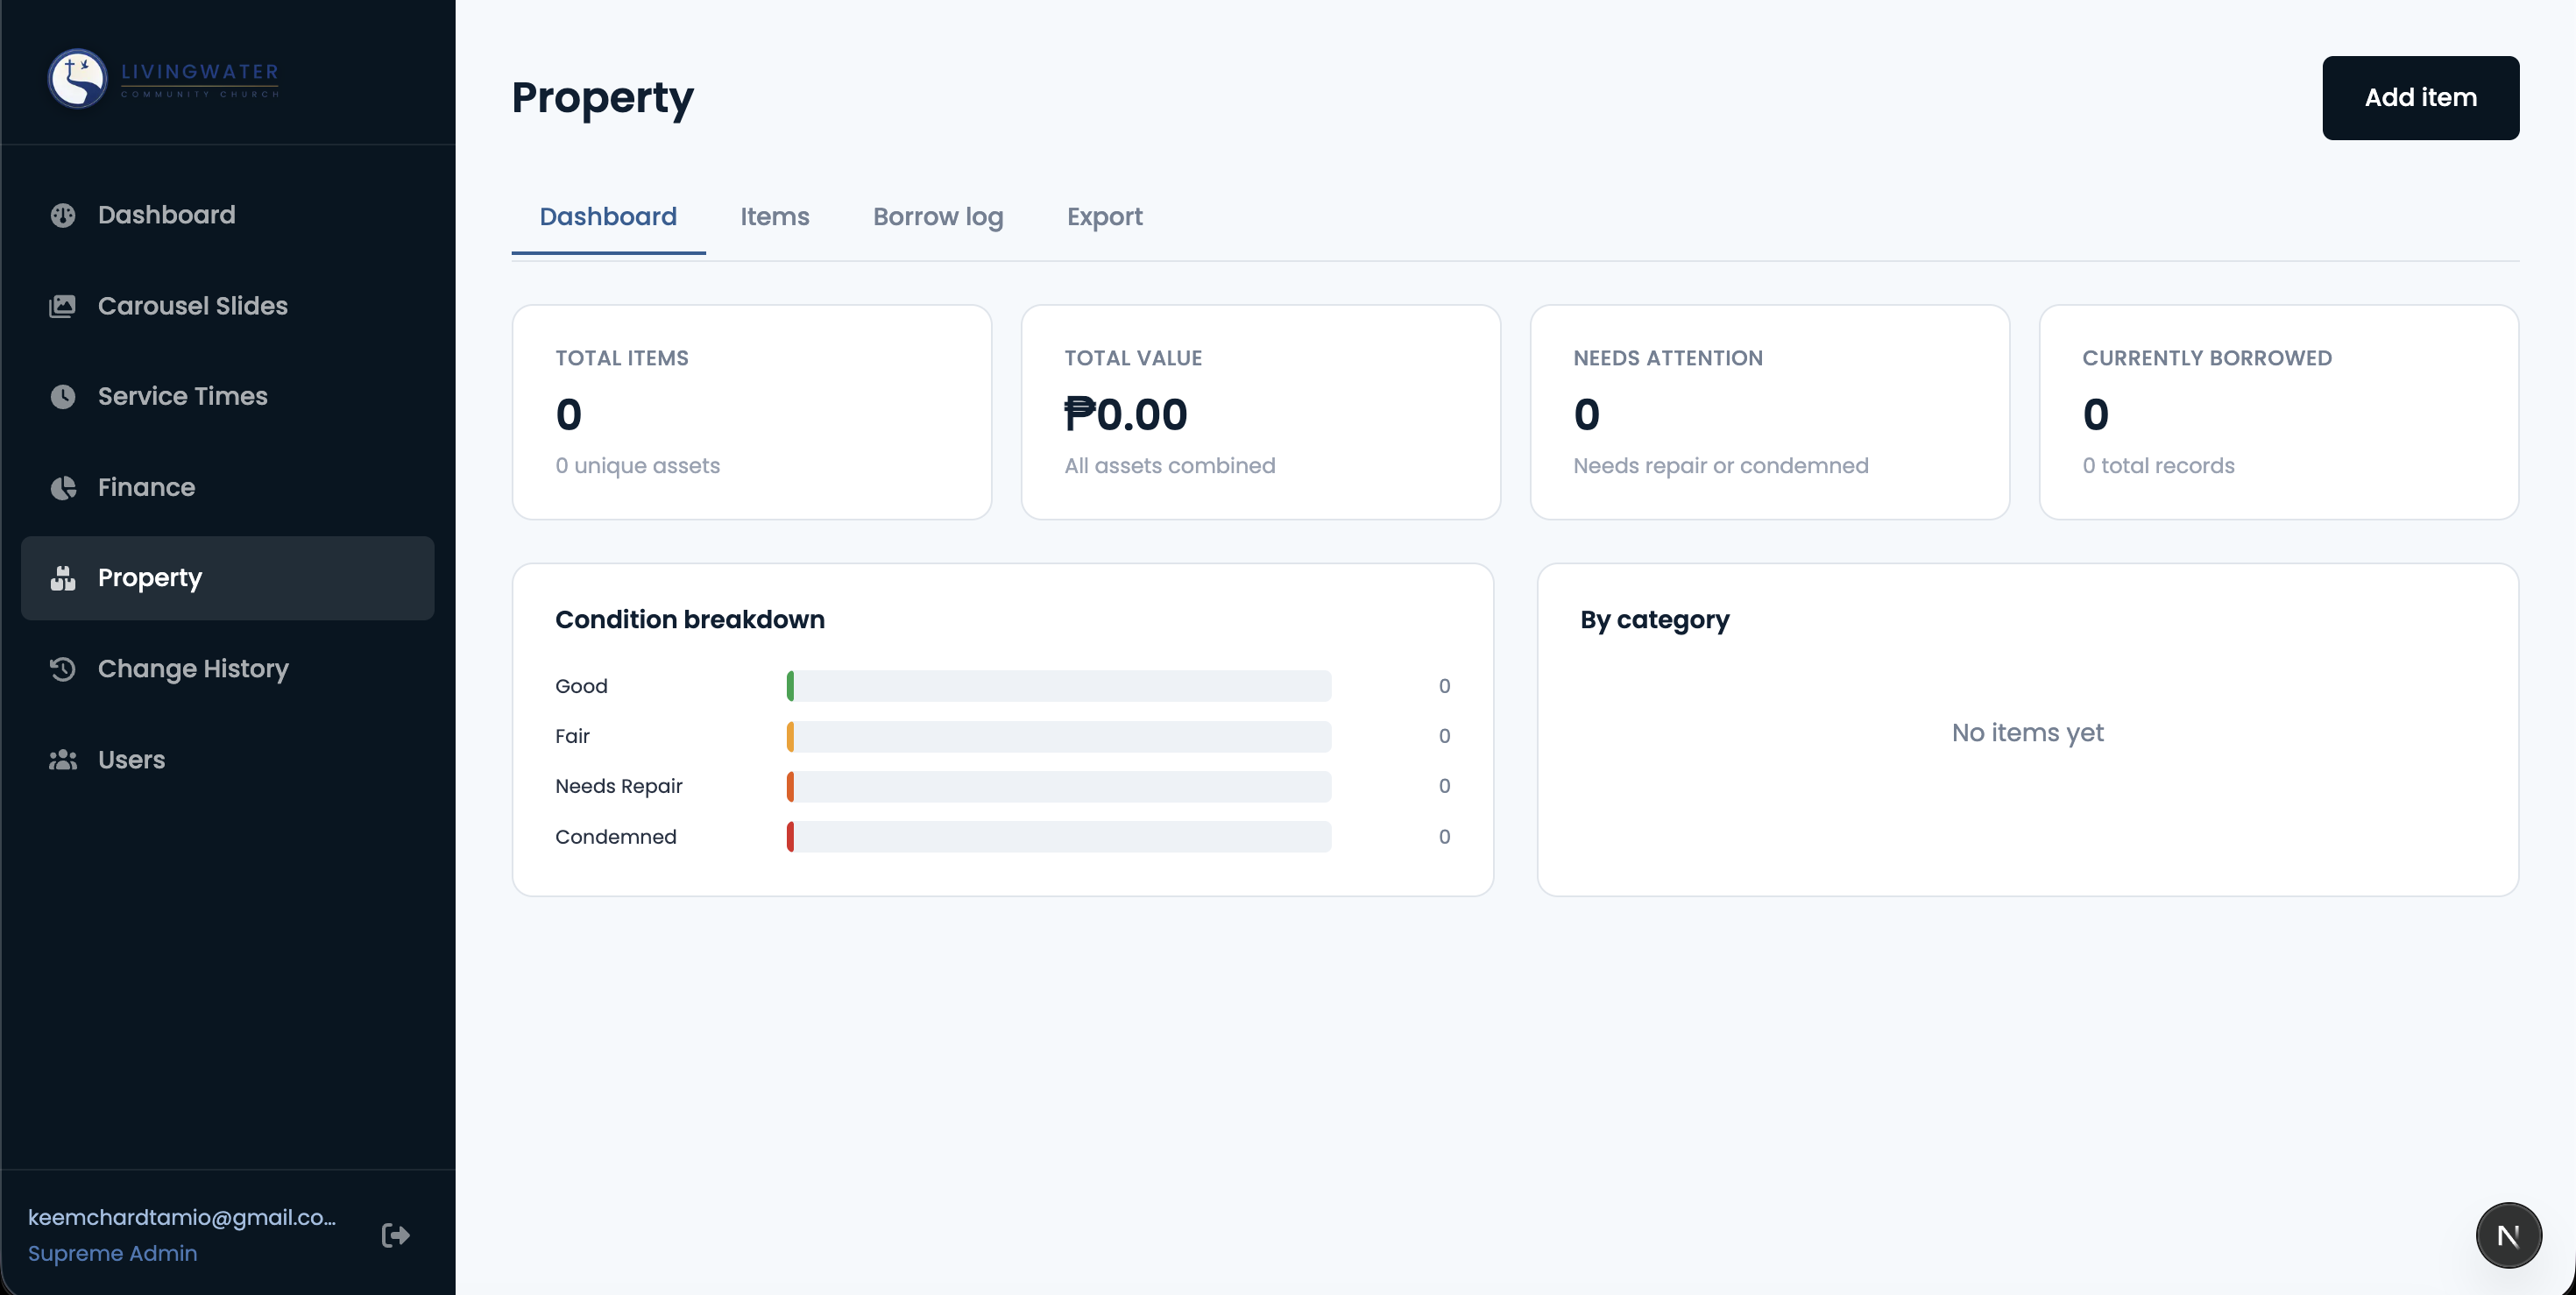 LIVINGWATER
COMMUNITY CHURCH
Dashboard
Carousel Slides
Service Times
Finance
Property
Change History
Users
keemchardtamio@gmail.co...
Supreme Admin
Property
Add item
Dashboard
Items
Borrow log
Export
TOTAL ITEMS
0
0 unique assets
TOTAL VALUE
₱0.00
All assets combined
NEEDS ATTENTION
0
Needs repair or condemned
CURRENTLY BORROWED
0
0 total records
Condition breakdown
Good 0
Fair 0
Needs Repair 0
Condemned 0
By category
No items yet
N